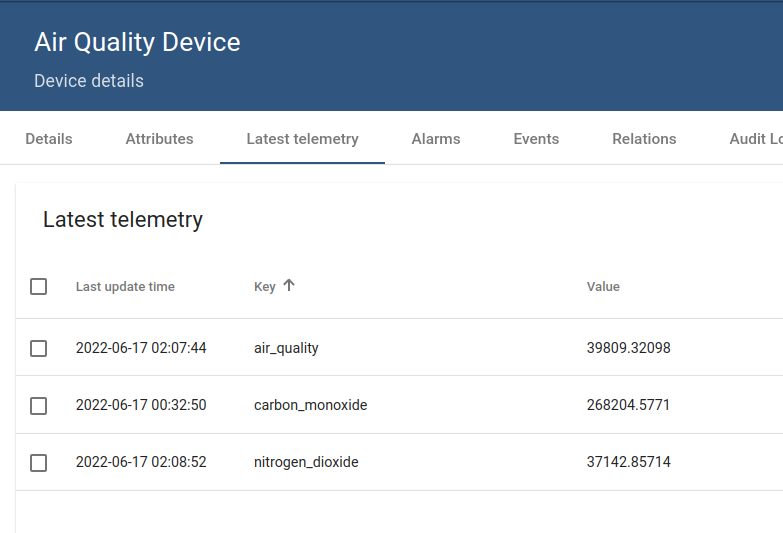 Air Quality Device
Device details
Details Attributes Latest telemetry Alarms Events Relations Audit Lo
Latest telemetry
Last update time Key Value
2022-06-17 02:07:44 air_quality 39809.32098
2022-06-17 00:32:50 carbon_monoxide 268204.5771
2022-06-17 02:08:52 nitrogen_dioxide 37142.85714